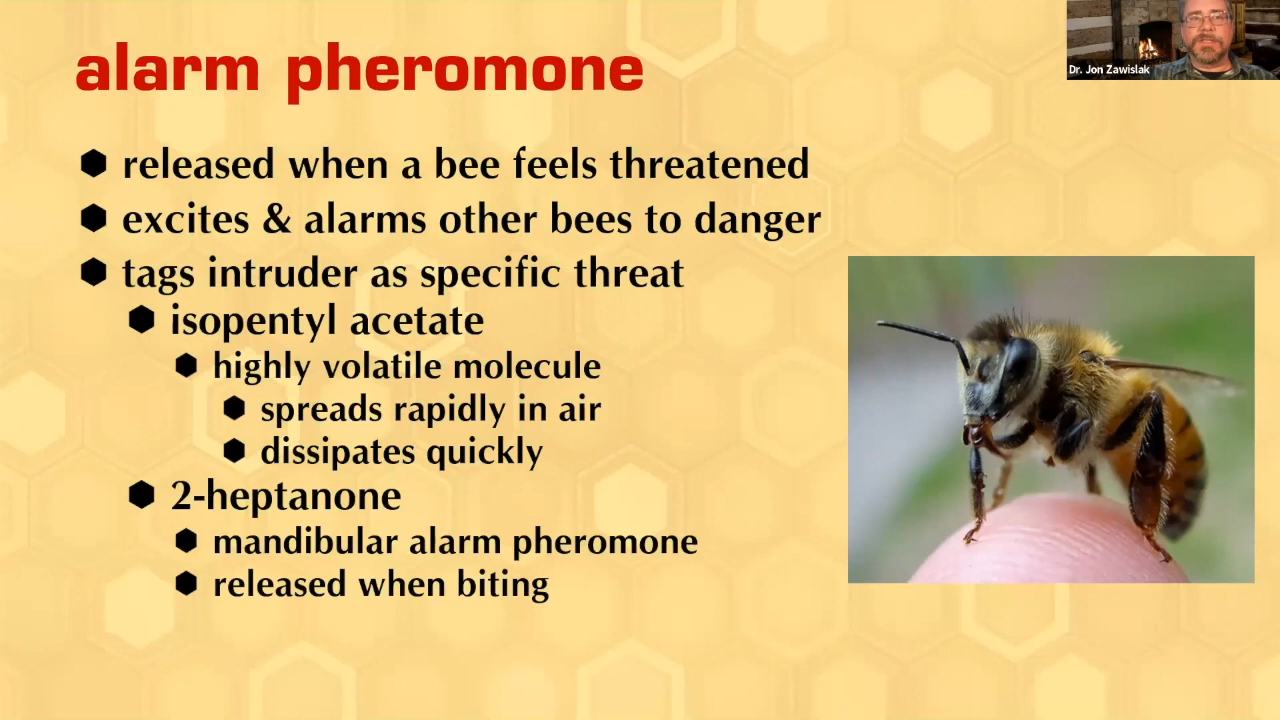 alarm pheromone
Dr. Jon Zawislak
released when a bee feels threatened
excites & alarms other bees to danger
tags intruder as specific threat
isopentyl acetate
highly volatile molecule
spreads rapidly in air
dissipates quickly
2-heptanone
mandibular alarm pheromone
released when biting